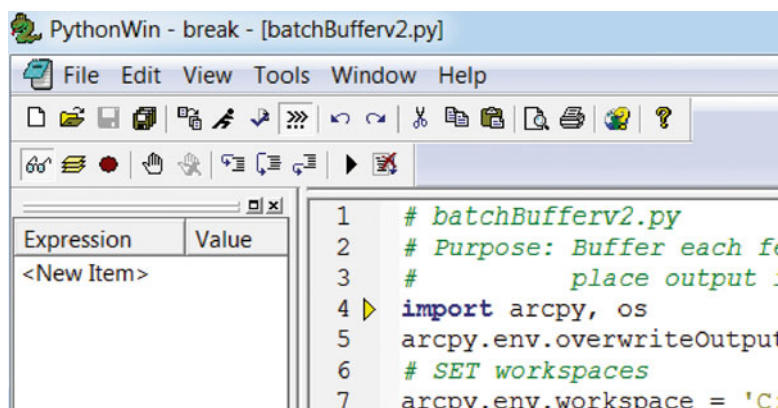 PythonWin - break - [batchBufferv2.py]
File Edit View Tools Window Help
Expression Value
<New Item>
1 # batchBufferv2.py
2 # Purpose: Buffer each fe
3 # place output
4 import arcpy, os
5 arcpy.env.overwriteOutput
6 # SET workspaces
7 arcpy.env.workspace = 'C: